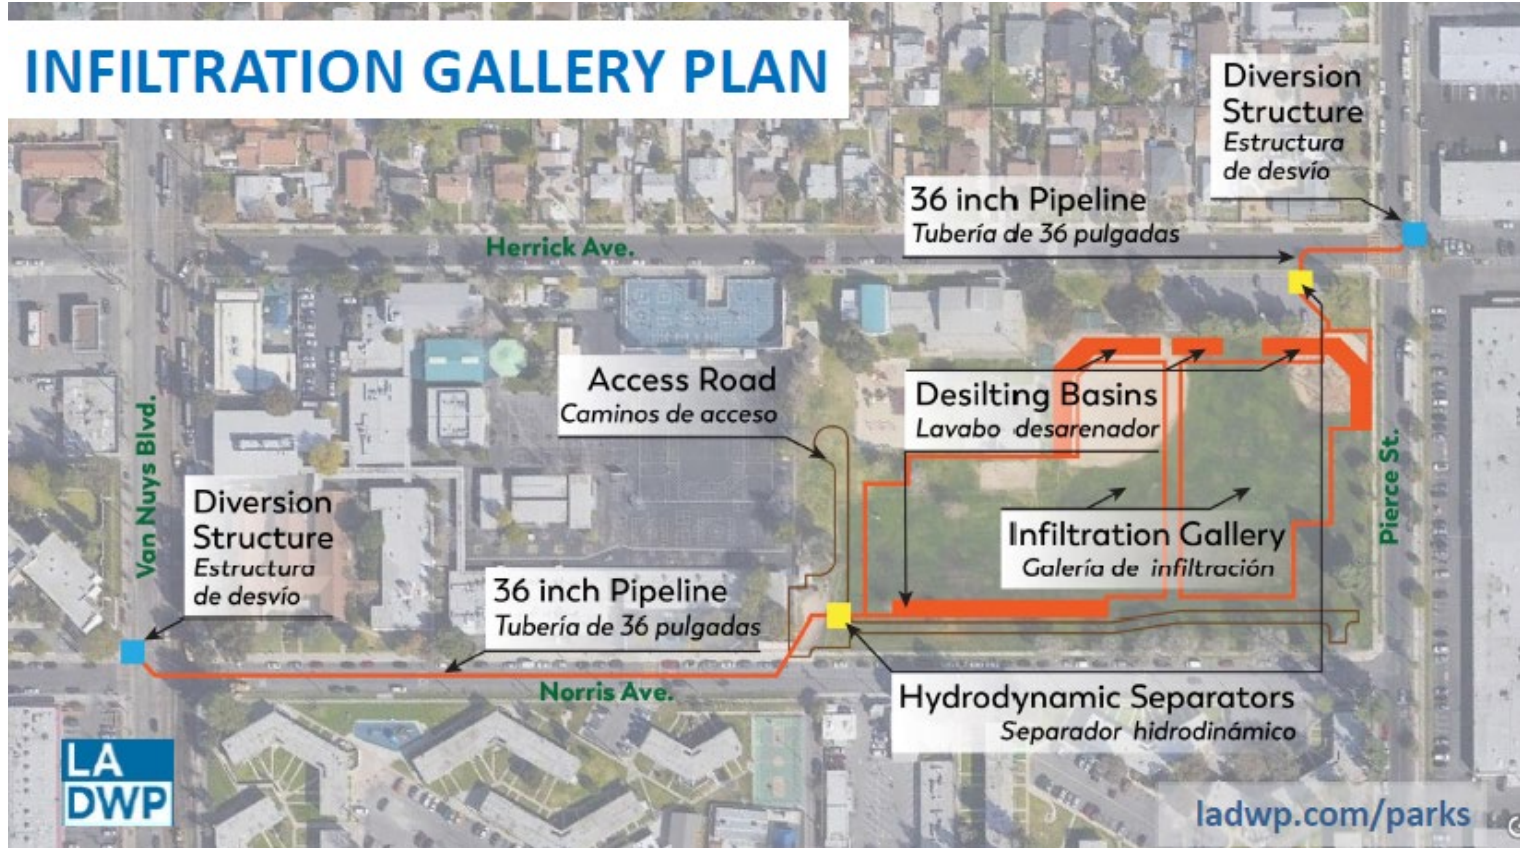 INFILTRATION GALLERY PLAN
Diversion
Structure
Estructura
de desvío
36 inch Pipeline
Tubería de 36 pulgadas
Herrick Ave.
Access Road
Caminos de acceso
Desilting Basins
Lavabo desarenador
Van Nuys Blvd.
Pierce St.
Diversion
Structure
Estructura
de desvío
Infiltration Gallery
Galería de infiltración
36 inch Pipeline
Tubería de 36 pulgadas
Norris Ave.
Hydrodynamic Separators
Separador hidrodinámico
LA
DWP
ladwp.com/parks